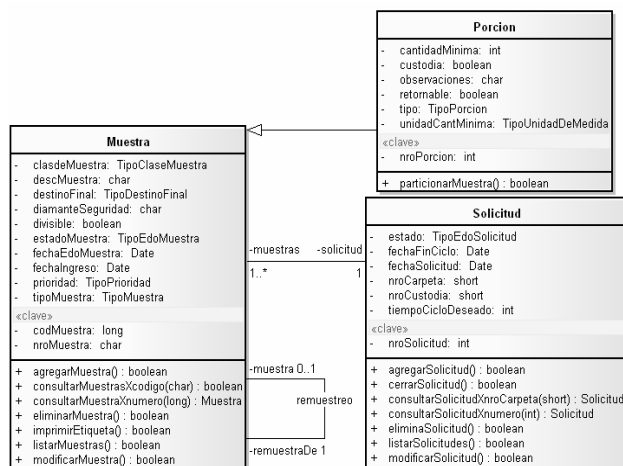 Porcion
- cantidadMinima: int
- custodia: boolean
- observaciones: char
- retornable: boolean
- tipo: TipoPorcion
- unidadCantMinima: TipoUnidadDeMedida
«clave»
- nroPorcion: int
+ particionarMuestra() : boolean
Muestra
- clasdeMuestra: TipoClaseMuestra
- descMuestra: char
- destinoFinal: TipoDestinoFinal
- diamanteSeguridad: char
- divisible: boolean
- estadoMuestra: TipoEdoMuestra
- fechaEdoMuestra: Date
- fechaIngreso: Date
- prioridad: TipoPrioridad
- tipoMuestra: TipoMuestra
«clave»
- codMuestra: long
- nroMuestra: char
+ agregarMuestra() : boolean
+ consultarMuestrasXcodigo(char) : boolean
+ consultarMuestraXnumero(long) : Muestra
+ eliminarMuestra() : boolean
+ imprimirEtiqueta() : boolean
+ listarMuestras() : boolean
+ modificarMuestra() : boolean
-muestras
-solicitud
1..*
1
-muestra 0..1
remuestreo
-remuestraDe 1
Solicitud
- estado: TipoEdoSolicitud
- fechaFinCiclo: Date
- fechaSolicitud: Date
- nroCarpeta: short
- nroCustodia: short
- tiempoCicloDeseado: int
«clave»
- nroSolicitud: int
+ agregarSolicitud() : boolean
+ cerrarSolicitud() : boolean
+ consultarSolicitudXnroCarpeta(short) : Solicitud
+ consultarSolicitudXnumero(int) : Solicitud
+ eliminaSolicitud() : boolean
+ listarSolicitudes() : boolean
+ modificarSolicitud() : boolean